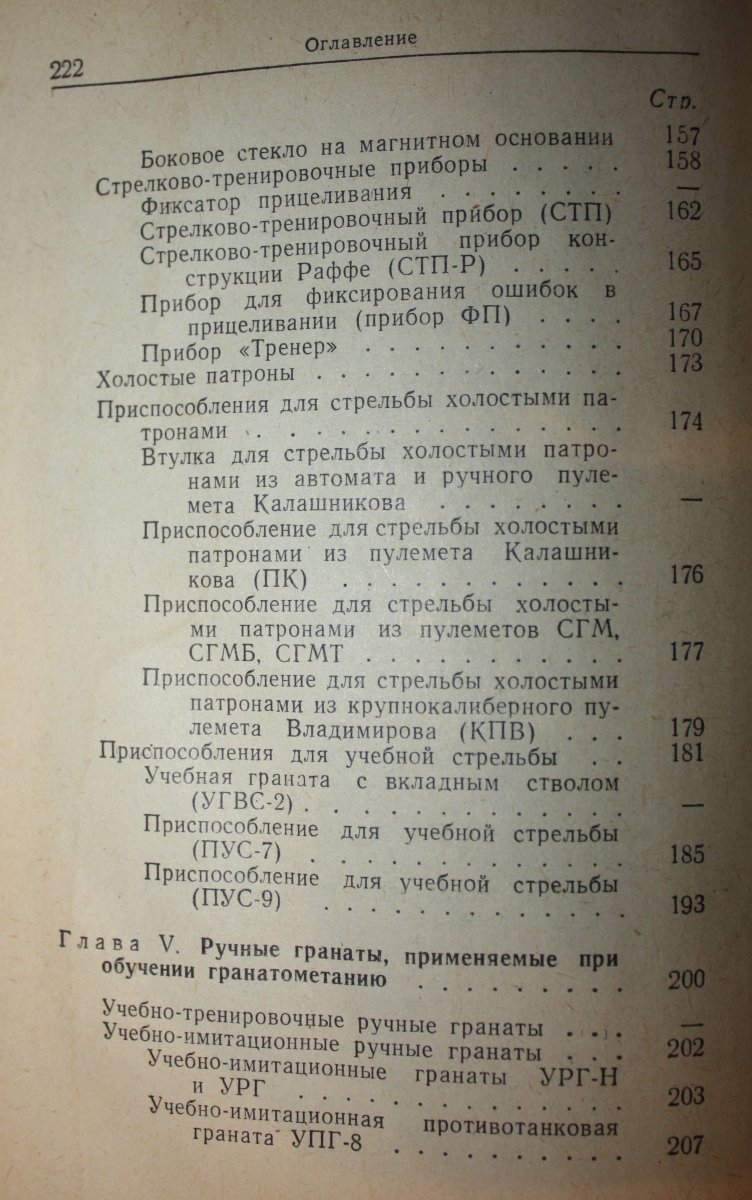 222
Оглавление
Стр.
Боковое стекло на магнитном основании 157
Стрелково-тренировочные приборы . . . . . 158
Фиксатор прицеливания . . . . . . . . —
Стрелково-тренировочный прибор (СТП) 162
Стрелково-тренировочный прибор кон-
струкции Раффе (СТП-Р) . . . . . 165
Прибор для фиксирования ошибок в
прицеливании (прибор ФП) . . . . 167
Прибор «Тренер» . . . . . . . . . . . 170
Холостые патроны . . . . . . . . . . . . . 173
Приспособления для стрельбы холостыми па-
тронами . . . . . . . . . . . . . . . 174
Втулка для стрельбы холостыми патро-
нами из автомата и ручного пуле-
мета Калашникова . . . . . . . . —
Приспособление для стрельбы холостыми
патронами из пулемета Калашни-
кова (ПК) . . . . . . . . . . . . 176
Приспособление для стрельбы холосты-
ми патронами из пулеметов СГМ,
СГМБ, СГМТ . . . . . . . . . . . 177
Приспособление для стрельбы холостыми
патронами из крупнокалиберного пу-
лемета Владимирова (КПВ) . . . 179
Приспособления для учебной стрельбы . . 181
Учебная граната с вкладным стволом
(УГВС-2) . . . . . . . . . . . . . —
Приспособление для учебной стрельбы
(ПУС-7) . . . . . . . . . . . . . 185
Приспособление для учебной стрельбы
(ПУС-9) . . . . . . . . . . . . . 193
Глава V. Ручные гранаты, применяемые при
обучении гранатометанию . . . . . . . . . 200
Учебно-тренировочные ручные гранаты . . . —
Учебно-имитационные ручные гранаты . . . 202
Учебно-имитационные гранаты УРГ-Н
и УРГ . . . . . . . . . . . . . . 203
Учебно-имитационная противотанковая
граната УПГ-8 . . . . . . . . . . 207